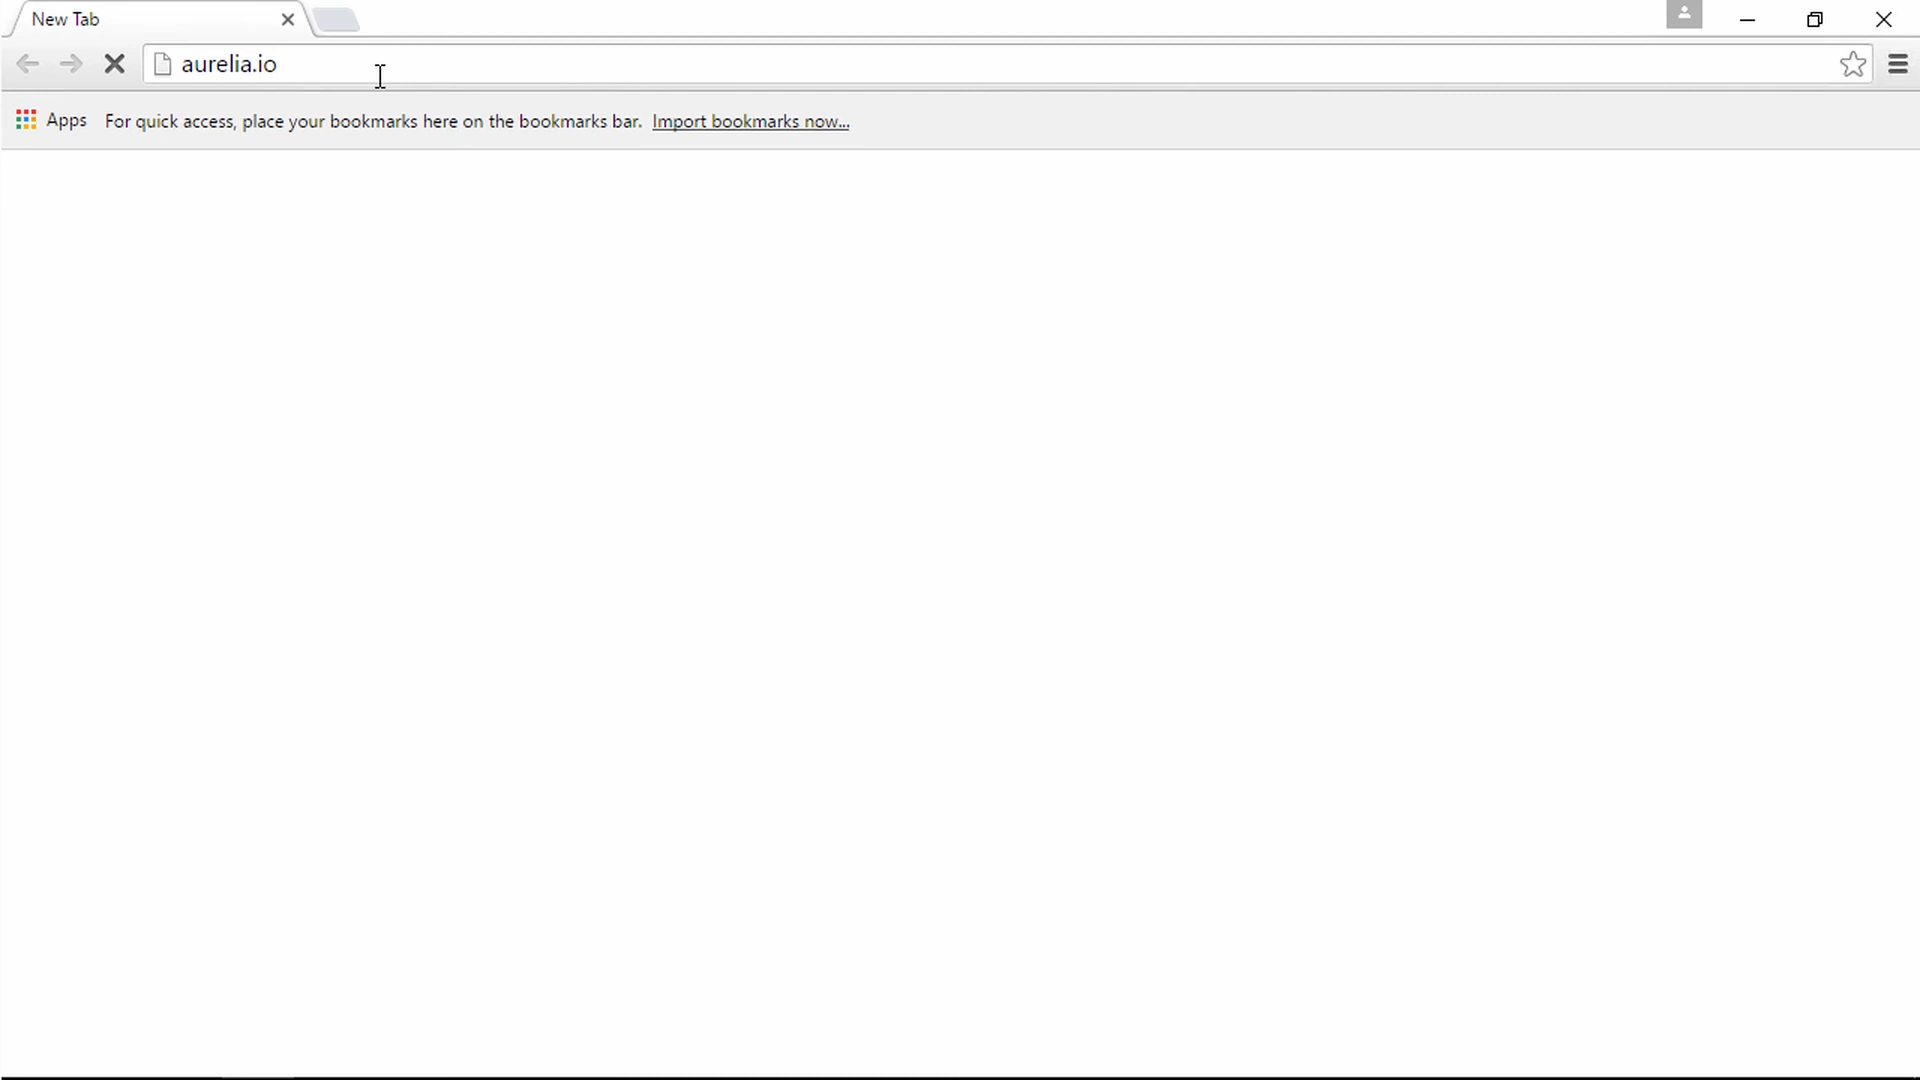 New Tab
aurelia.io
Apps For quick access, place your bookmarks here on the bookmarks bar. Import bookmarks now...